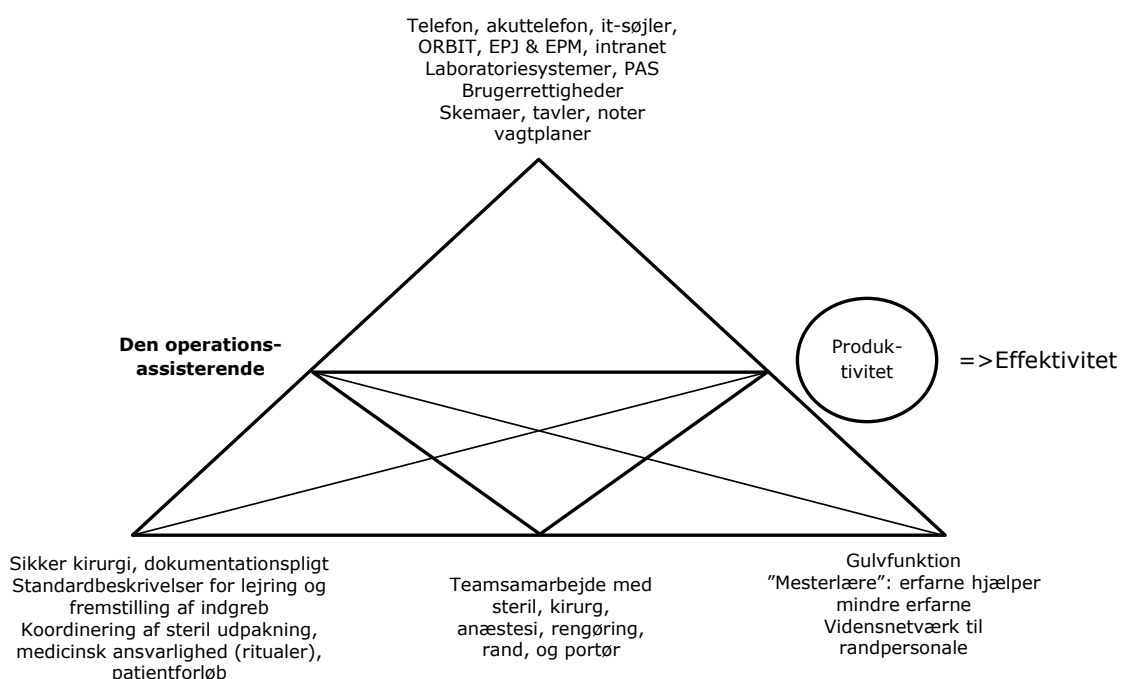 Telefon, akuttelefon, it-søjler,
ORBIT, EPJ & EPM, intranet
Laboratoriesystemer, PAS
Brugerrettigheder
Skemaer, tavler, noter
vagtplaner
Den operations-
assisterende
Produk-
tivitet
=>Effektivitet
Sikker kirurgi, dokumentationspligt
Standardbeskrivelser for lejring og
fremstilling af indgreb
Koordinering af steril udpakning,
medicinsk ansvarlighed (ritualer),
patientforløb
Teamsamarbejde med
steril, kirurg,
anæstesi, rengøring,
rand, og portør
Gulvfunktion
”Mesterlære”: erfarne hjælper
mindre erfarne
Vidensnetværk til
randpersonale